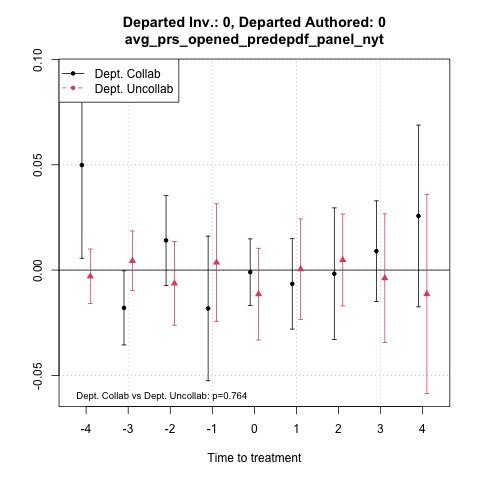 Departed Inv.: 0, Departed Authored: 0
avg_prs_opened_predepdf_panel_nyt
0.10
0.05
0.00
-0.05
Dept. Collab
Dept. Uncollab
Dept. Collab vs Dept. Uncollab: p=0.764
-4 -3 -2 -1 0 1 2 3 4
Time to treatment